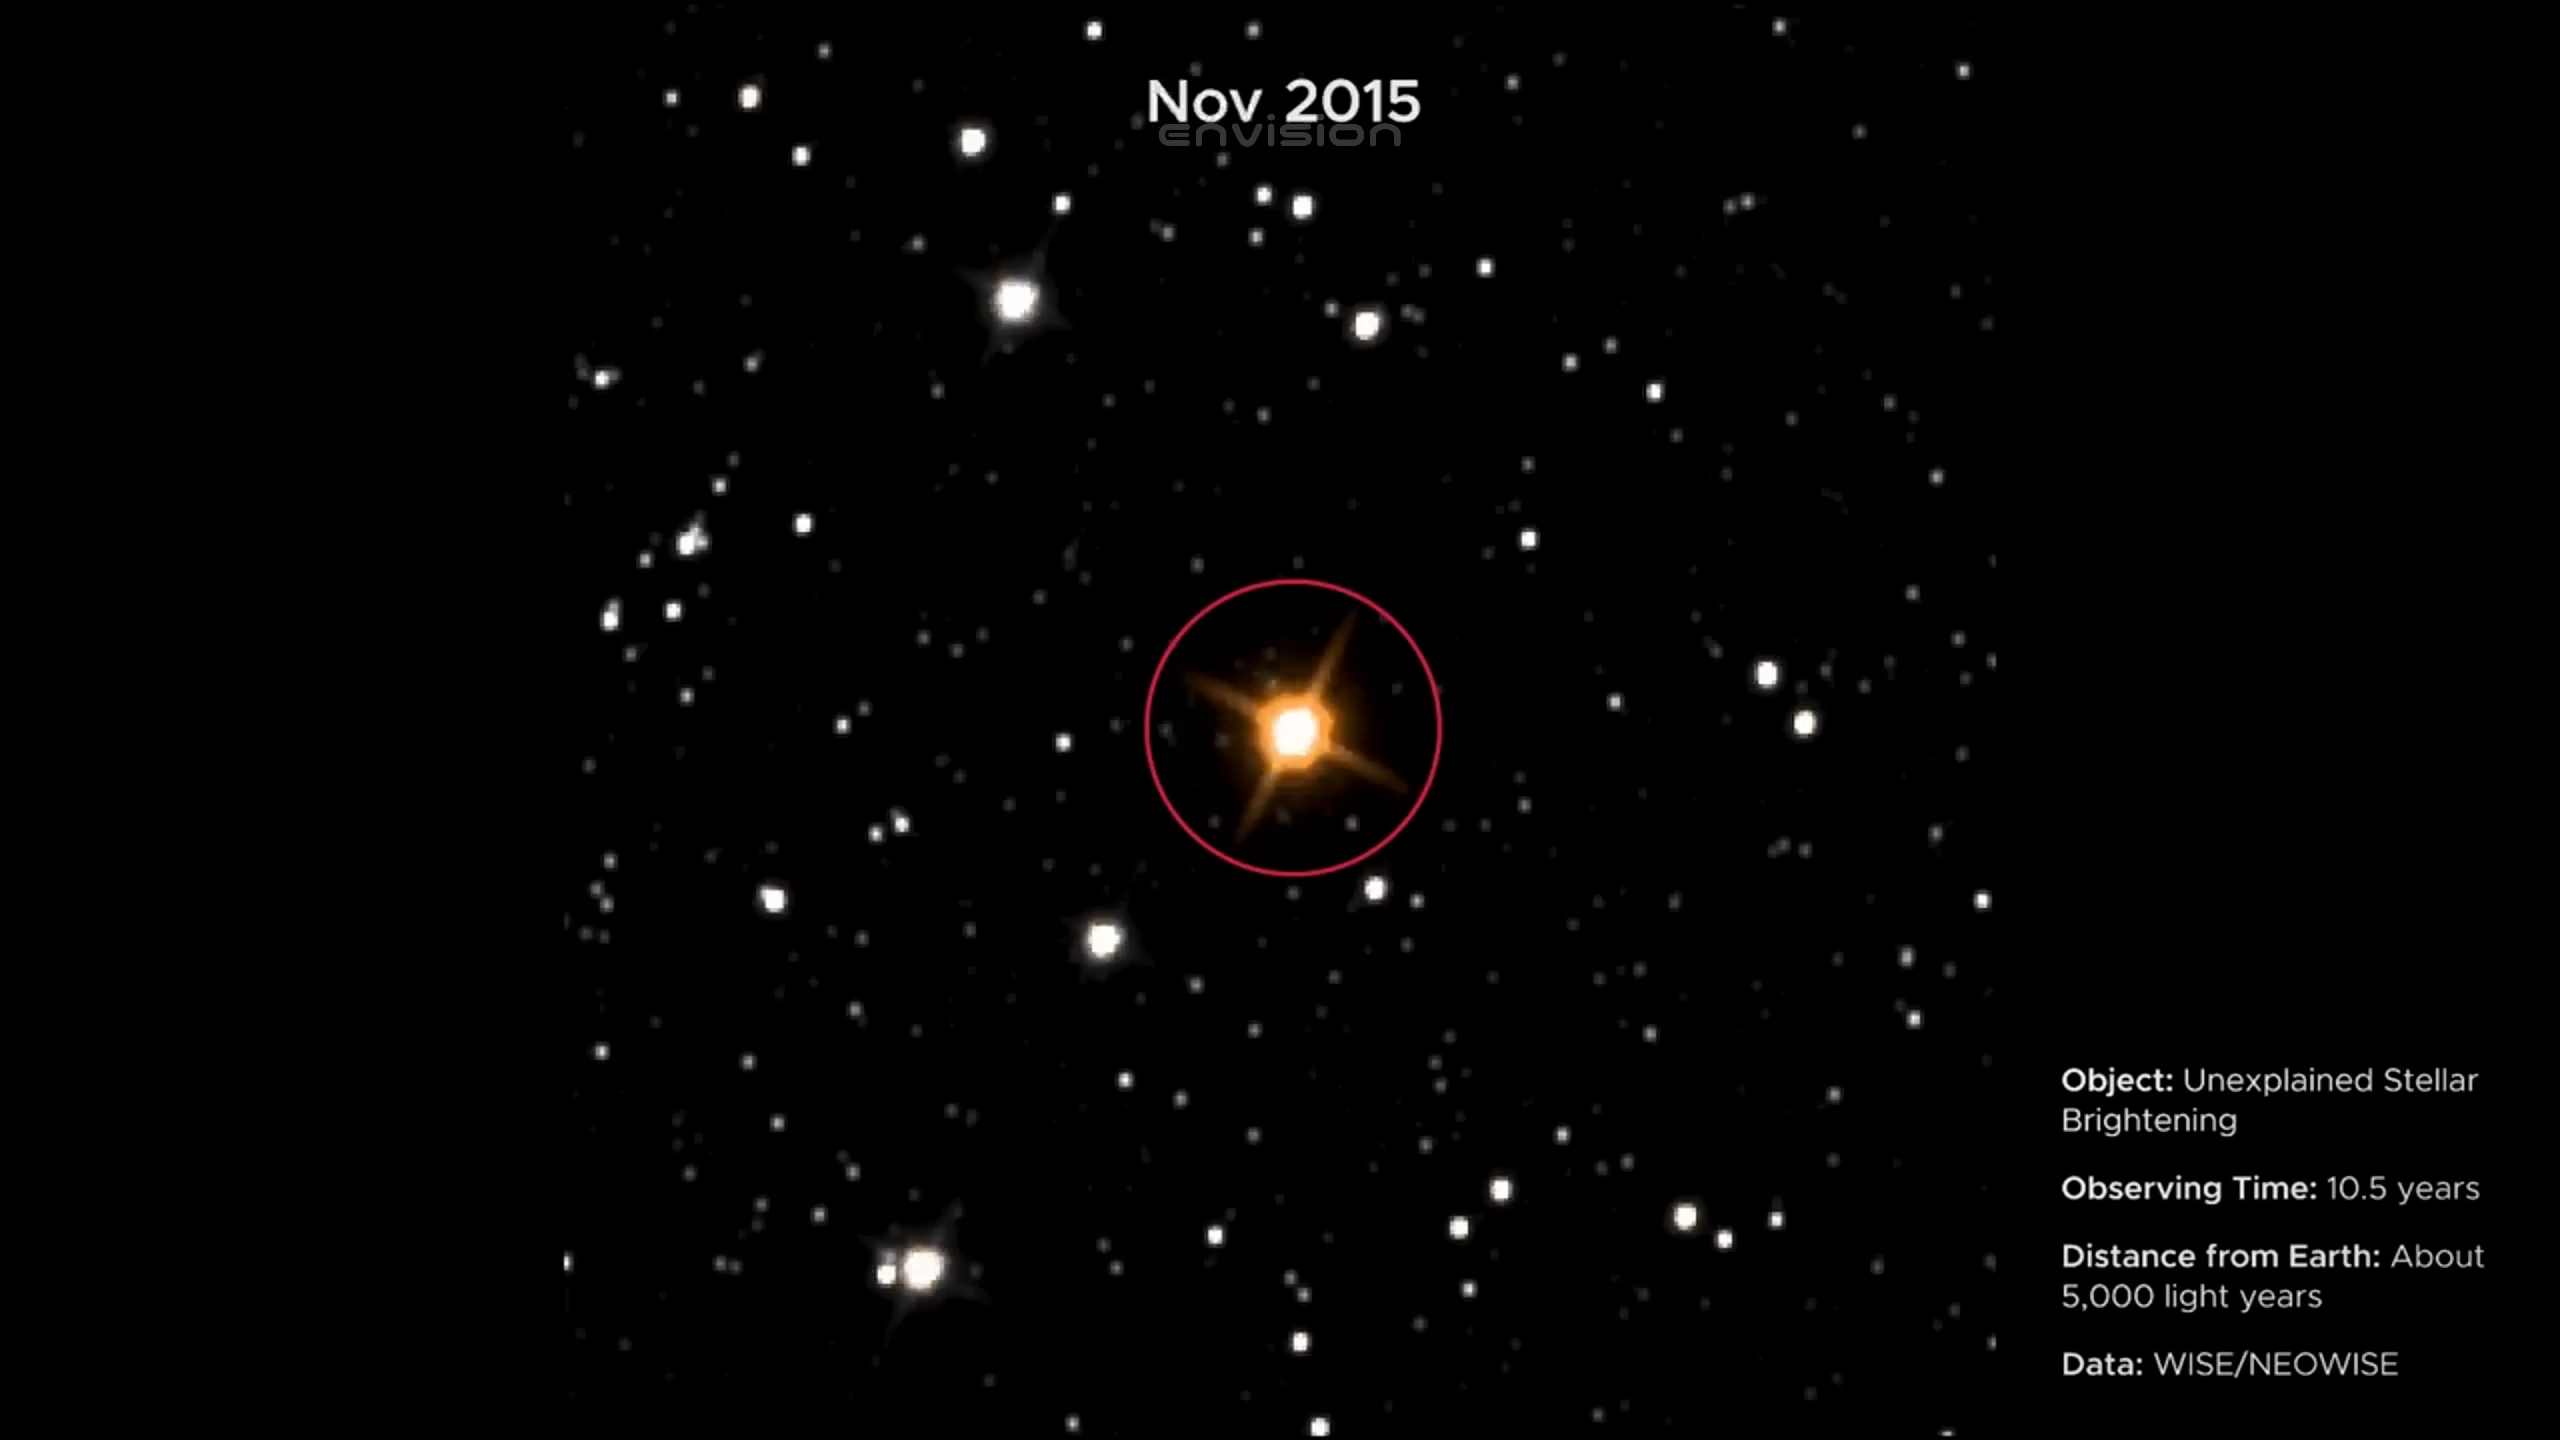 Nov 2015
envision
Object: Unexplained Stellar
Brightening
Observing Time: 10.5 years
Distance from Earth: About
5,000 light years
Data: WISE/NEOWISE